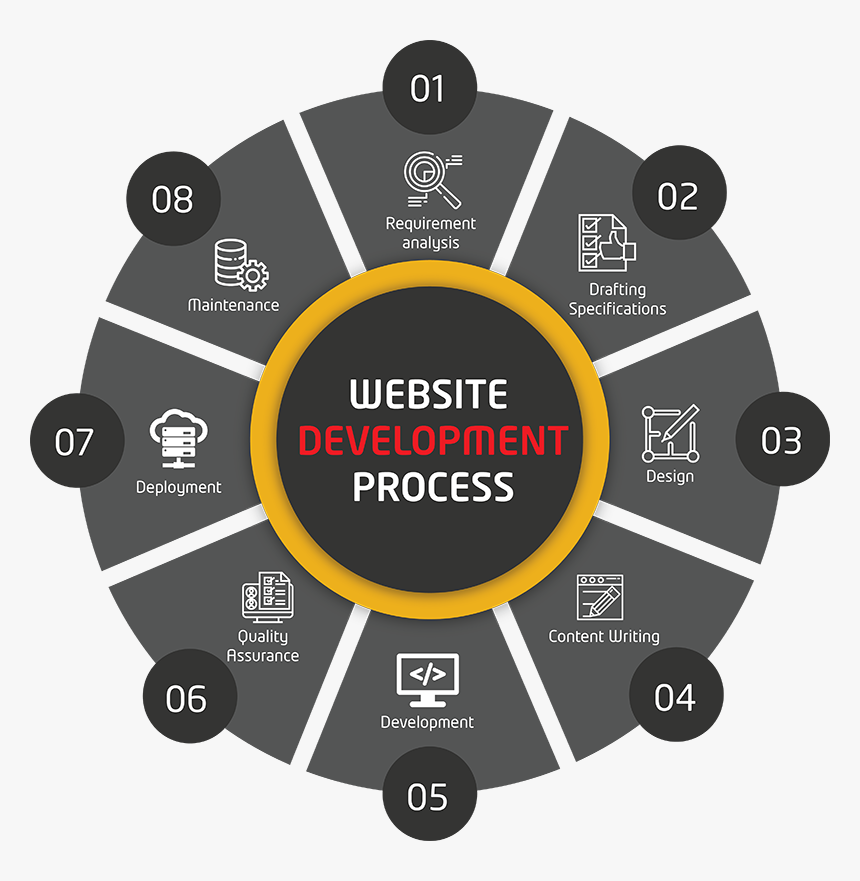 WEBSITE
DEVELOPMENT
PROCESS
01
Requirement
analysis
02
Drafting
Specifications
03
Design
04
Content Writing
05
</>
Development
06
Quality
Assurance
07
Deployment
08
Maintenance